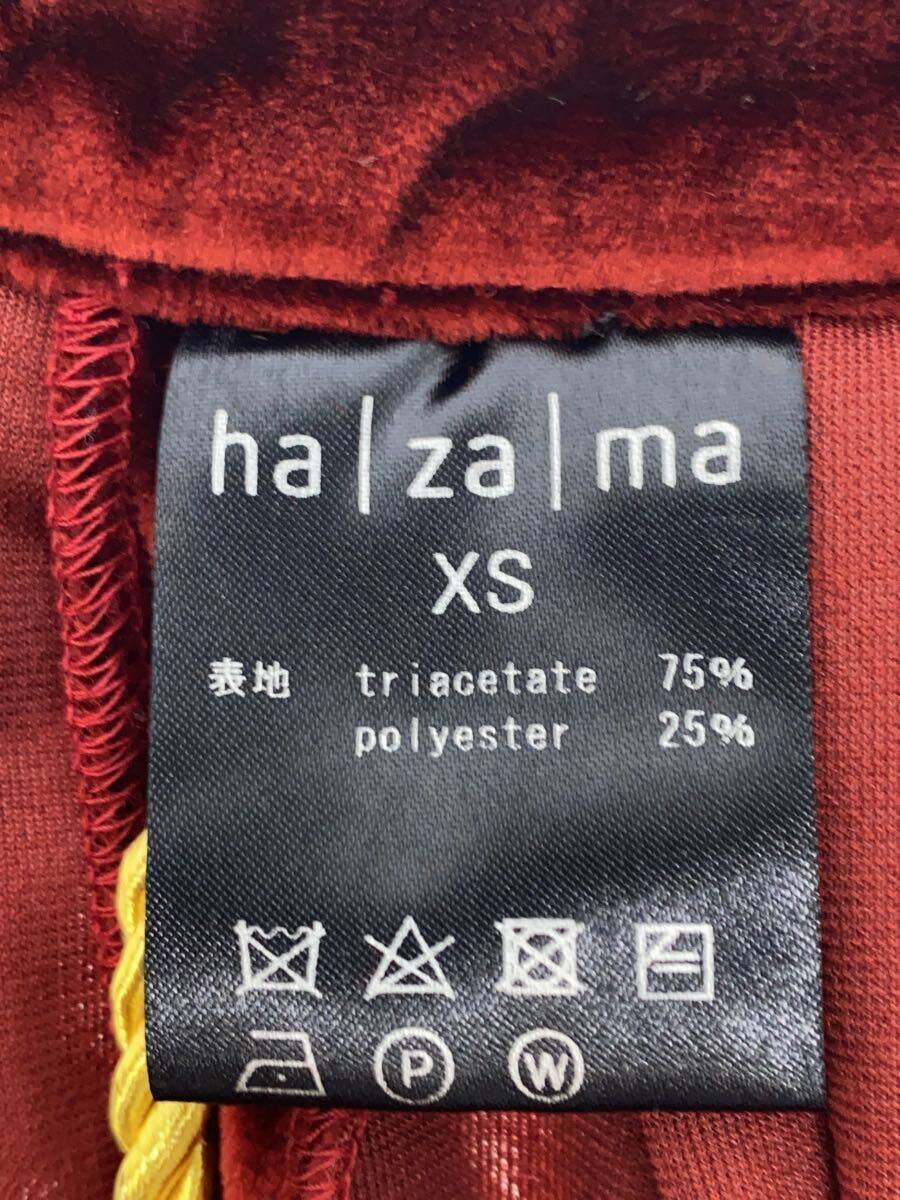 ha|za|ma
XS
表地 triacetate 75%
polyester 25%
P W